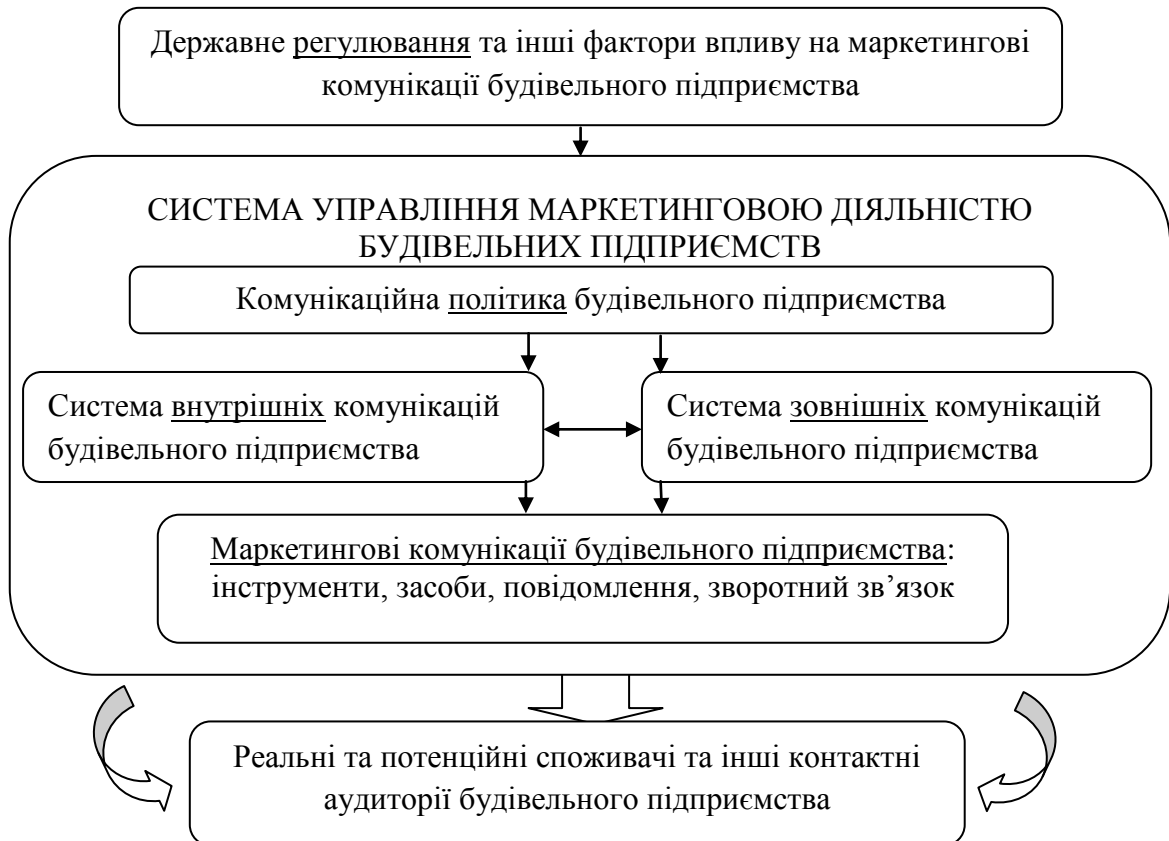 Державне регулювання та інші фактори впливу на маркетингові
комунікації будівельного підприємства
СИСТЕМА УПРАВЛІННЯ МАРКЕТИНГОВОЮ ДІЯЛЬНІСТЮ
БУДІВЕЛЬНИХ ПІДПРИЄМСТВ
Комунікаційна політика будівельного підприємства
Система внутрішніх комунікацій
будівельного підприємства
Система зовнішніх комунікацій
будівельного підприємства
Маркетингові комунікації будівельного підприємства:
інструменти, засоби, повідомлення, зворотний зв’язок
Реальні та потенційні споживачі та інші контактні
аудиторії будівельного підприємства